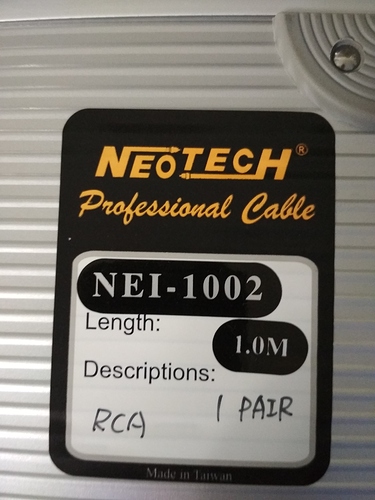 NEOTECH®
Professional Cable
NEI-1002
Length:
1.0M
Descriptions:
RCA 1 PAIR
Made in Taiwan